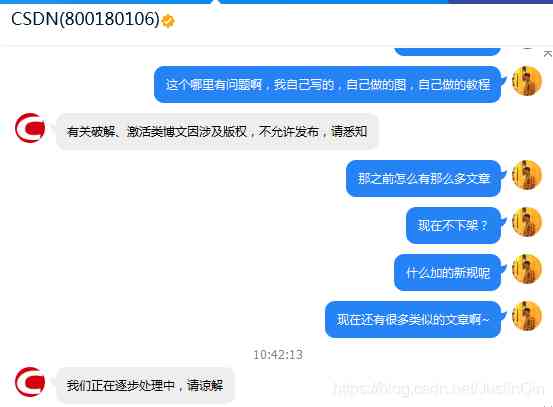 CSDN(800180106)
这个哪里有问题啊，我自己写的，自己做的图，自己做的教程
有关破解、激活类博文因涉及版权，不允许发布，请悉知
那之前怎么有那么多文章
现在不下架？
什么加的新规呢
现在还有很多类似的文章啊~
10:42:13
我们正在逐步处理中，请谅解
https://blog.csdn.net/JustinQin